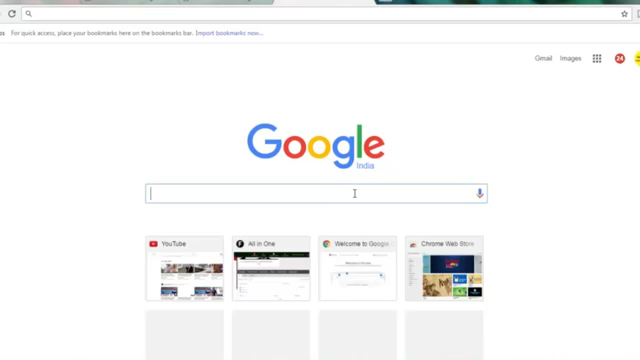 For quick access, place your bookmarks here on the bookmarks bar. Import bookmarks now...
Gmail Images 24
Google
India
YouTube All in One Welcome to Google Chrome Web Store